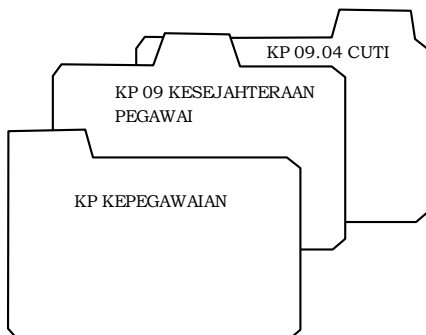 KP 09.04 CUTI
KP 09 KESEJAHTERAAN
PEGAWAI
KP KEPEGAWAIAN